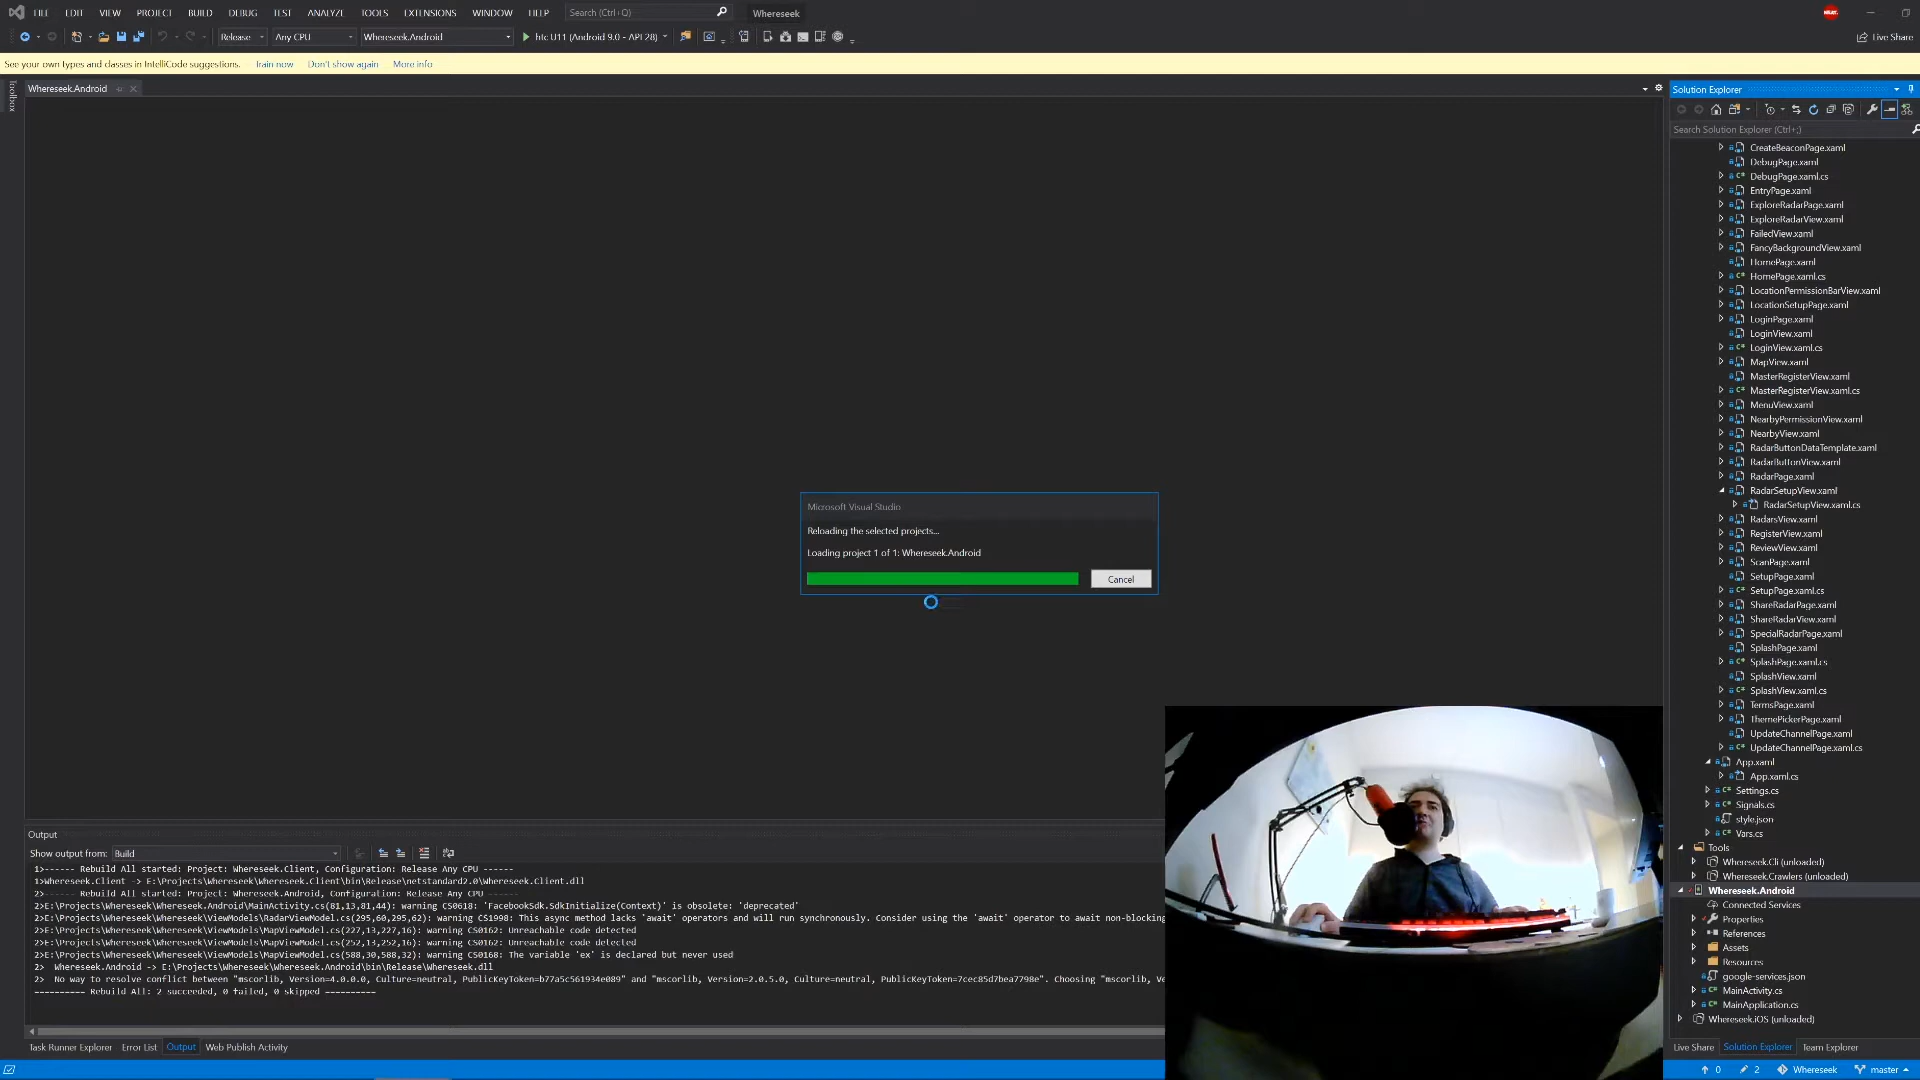 FILE EDIT VIEW PROJECT BUILD DEBUG TEST ANALYZE TOOLS EXTENSIONS WINDOW HELP Search (Ctrl+Q) Whereseek
Release Any CPU Whereseek.Android htc U11 (Android 9.0 - API 28) Live Share
See your own types and classes in IntelliCode suggestions. Train now Don't show again More info
Toolbox
Whereseek.Android
Microsoft Visual Studio
Reloading the selected projects...
Loading project 1 of 1: Whereseek.Android
Cancel
Output
Show output from: Build
1>------ Rebuild All started: Project: Whereseek.Client, Configuration: Release Any CPU ------
1>Whereseek.Client -> E:\Projects\Whereseek\Whereseek.Client\bin\Release\netstandard2.0\Whereseek.Client.dll
2>------ Rebuild All started: Project: Whereseek.Android, Configuration: Release Any CPU ------
2>E:\Projects\Whereseek\Whereseek.Android\MainActivity.cs(81,13,81,44): warning CS0618: 'FacebookSdk.SdkInitialize(Context)' is obsolete: 'deprecated'
2>E:\Projects\Whereseek\Whereseek\ViewModels\RadarViewModel.cs(295,60,295,62): warning CS1998: This async method lacks 'await' operators and will run synchronously. Consider using the 'await' operator to await non-blocking
2>E:\Projects\Whereseek\Whereseek\ViewModels\MapViewModel.cs(227,13,227,16): warning CS0162: Unreachable code detected
2>E:\Projects\Whereseek\Whereseek\ViewModels\MapViewModel.cs(252,13,252,16): warning CS0162: Unreachable code detected
2>E:\Projects\Whereseek\Whereseek\ViewModels\MapViewModel.cs(588,30,588,32): warning CS0168: The variable 'ex' is declared but never used
2>  Whereseek.Android -> E:\Projects\Whereseek\Whereseek.Android\bin\Release\Whereseek.dll
2>  No way to resolve conflict between "mscorlib, Version=4.0.0.0, Culture=neutral, PublicKeyToken=b77a5c561934e089" and "mscorlib, Version=2.0.5.0, Culture=neutral, PublicKeyToken=7cec85d7bea7798e". Choosing "mscorlib, Ve
========== Rebuild All: 2 succeeded, 0 failed, 0 skipped ==========
Task Runner Explorer Error List Output Web Publish Activity
Solution Explorer
Search Solution Explorer (Ctrl+;)
CreateBeaconPage.xaml
DebugPage.xaml
DebugPage.xaml.cs
EntryPage.xaml
ExploreRadarPage.xaml
ExploreRadarView.xaml
FailedView.xaml
FancyBackgroundView.xaml
HomePage.xaml
HomePage.xaml.cs
LocationPermissionBarView.xaml
LocationSetupPage.xaml
LoginPage.xaml
LoginView.xaml
LoginView.xaml.cs
MapView.xaml
MasterRegisterView.xaml
MasterRegisterView.xaml.cs
MenuView.xaml
NearbyPermissionView.xaml
NearbyView.xaml
RadarButtonDataTemplate.xaml
RadarButtonView.xaml
RadarPage.xaml
RadarSetupView.xaml
RadarSetupView.xaml.cs
RadarsView.xaml
RegisterView.xaml
ReviewView.xaml
ScanPage.xaml
SetupPage.xaml
SetupPage.xaml.cs
ShareRadarPage.xaml
ShareRadarView.xaml
SpecialRadarPage.xaml
SplashPage.xaml
SplashPage.xaml.cs
SplashView.xaml
SplashView.xaml.cs
TermsPage.xaml
ThemePickerPage.xaml
UpdateChannelPage.xaml
UpdateChannelPage.xaml.cs
App.xaml
App.xaml.cs
Settings.cs
Signals.cs
style.json
Vars.cs
Tools
Whereseek.Cli (unloaded)
Whereseek.Crawlers (unloaded)
Whereseek.Android
Connected Services
Properties
References
Assets
Resources
google-services.json
MainActivity.cs
MainApplication.cs
Whereseek.iOS (unloaded)
Live Share Solution Explorer Team Explorer
0 2 Whereseek master